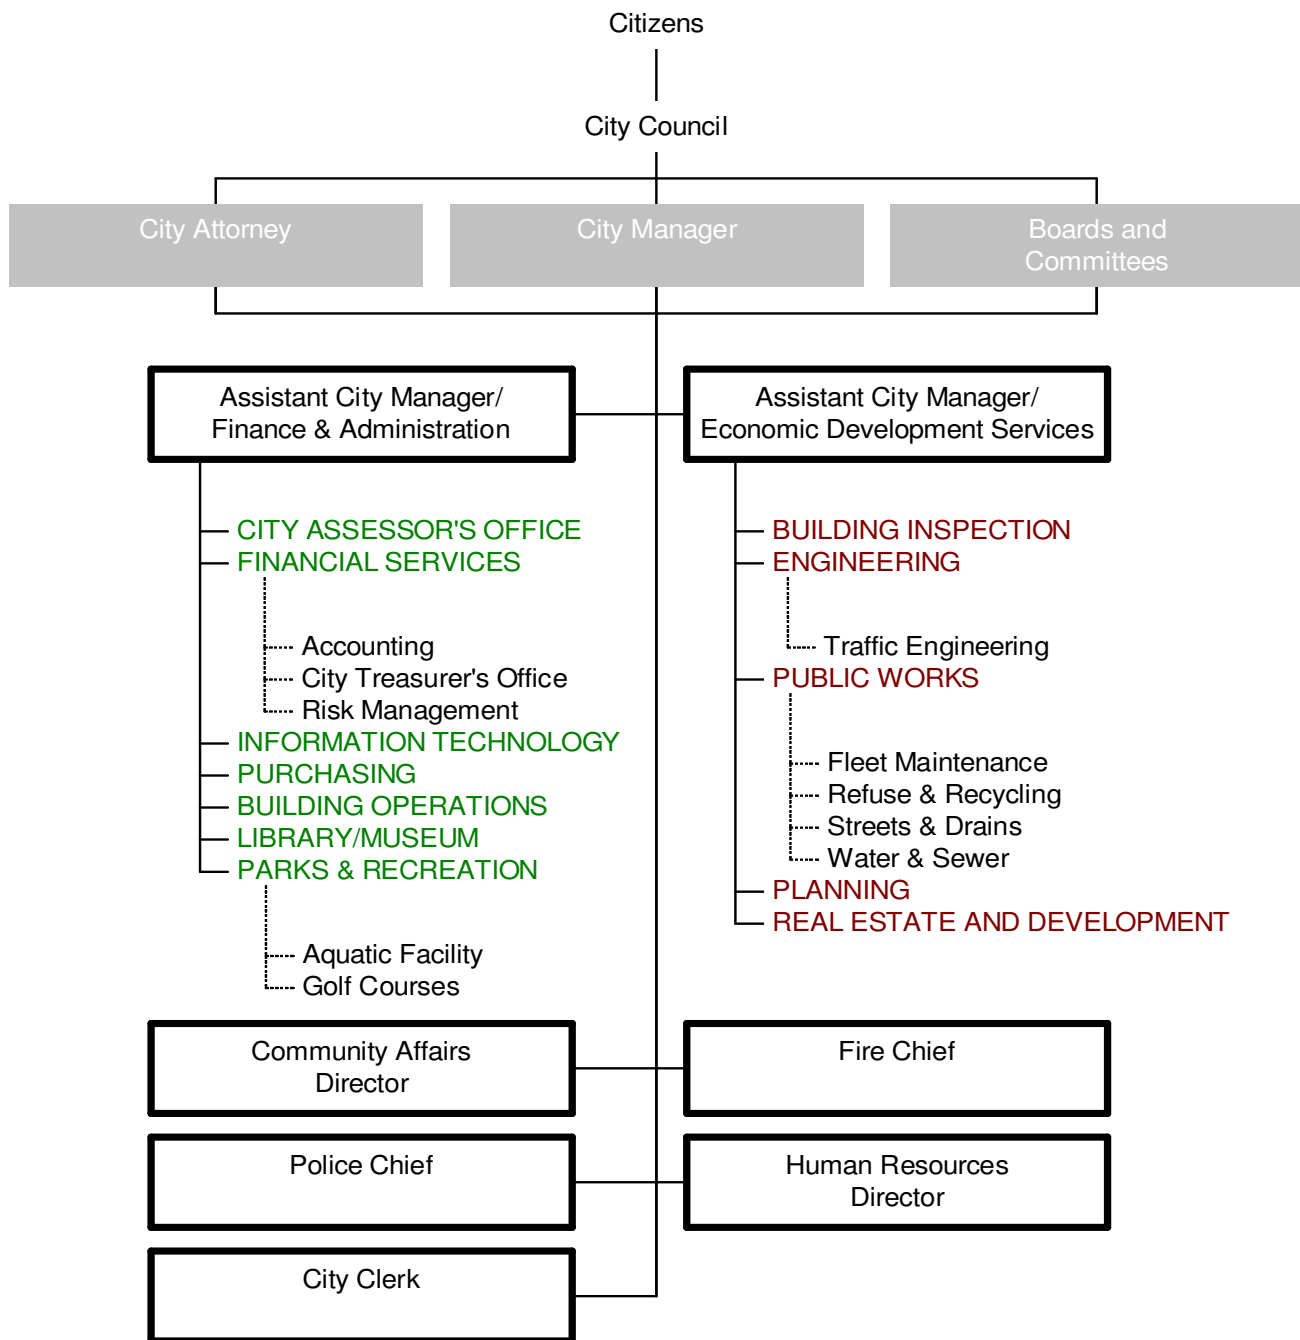 Citizens
City Council
City Attorney
City Manager
Boards and
Committees
Assistant City Manager/
Finance & Administration
Assistant City Manager/
Economic Development Services
CITY ASSESSOR'S OFFICE
FINANCIAL SERVICES
Accounting
City Treasurer's Office
Risk Management
INFORMATION TECHNOLOGY
PURCHASING
BUILDING OPERATIONS
LIBRARY/MUSEUM
PARKS & RECREATION
Aquatic Facility
Golf Courses
BUILDING INSPECTION
ENGINEERING
Traffic Engineering
PUBLIC WORKS
Fleet Maintenance
Refuse & Recycling
Streets & Drains
Water & Sewer
PLANNING
REAL ESTATE AND DEVELOPMENT
Community Affairs
Director
Fire Chief
Police Chief
Human Resources
Director
City Clerk